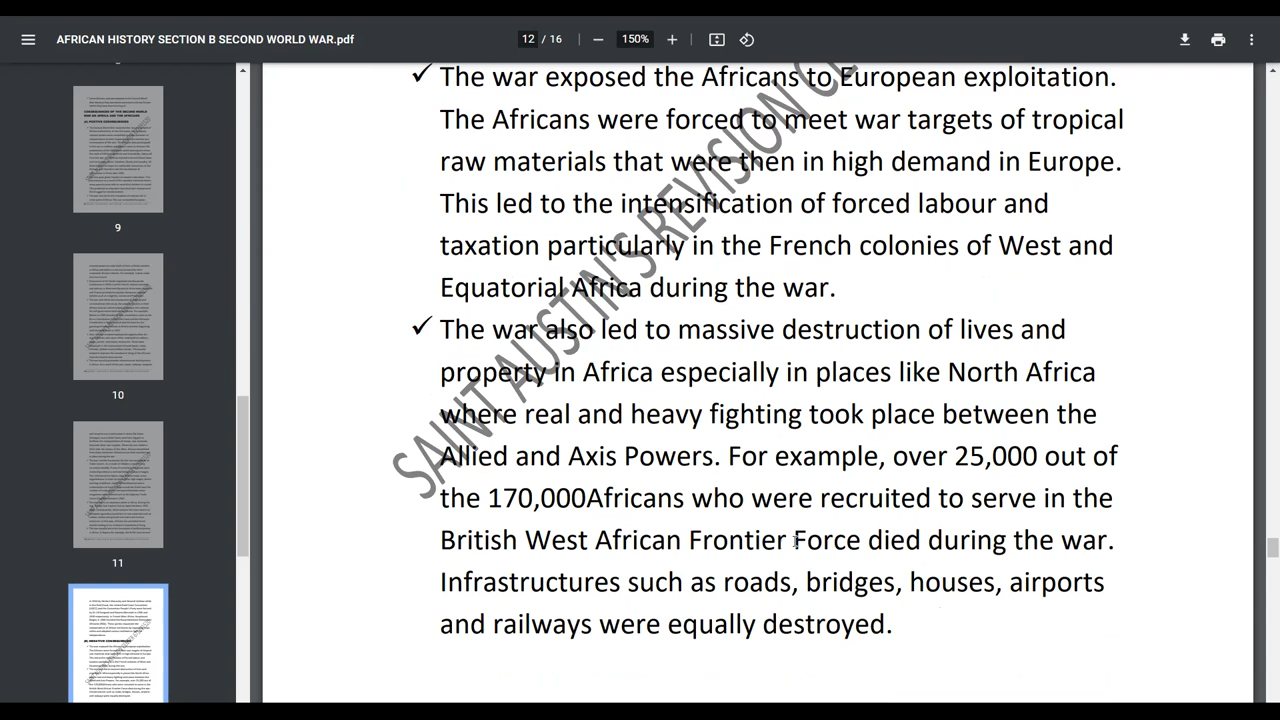 AFRICAN HISTORY SECTION B SECOND WORLD WAR.pdf
12 / 16
150%
9
10
11
✓ The war exposed the Africans to European exploitation.
The Africans were forced to meet war targets of tropical
raw materials that were then in high demand in Europe.
This led to the intensification of forced labour and
taxation particularly in the French colonies of West and
Equatorial Africa during the war.
✓ The war also led to massive destruction of lives and
property in Africa especially in places like North Africa
where real and heavy fighting took place between the
Allied and Axis Powers. For example, over 25,000 out of
the 170,000Africans who were recruited to serve in the
British West African Frontier Force died during the war.
Infrastructures such as roads, bridges, houses, airports
and railways were equally destroyed.
SAINT AUSTIN'S REVISION